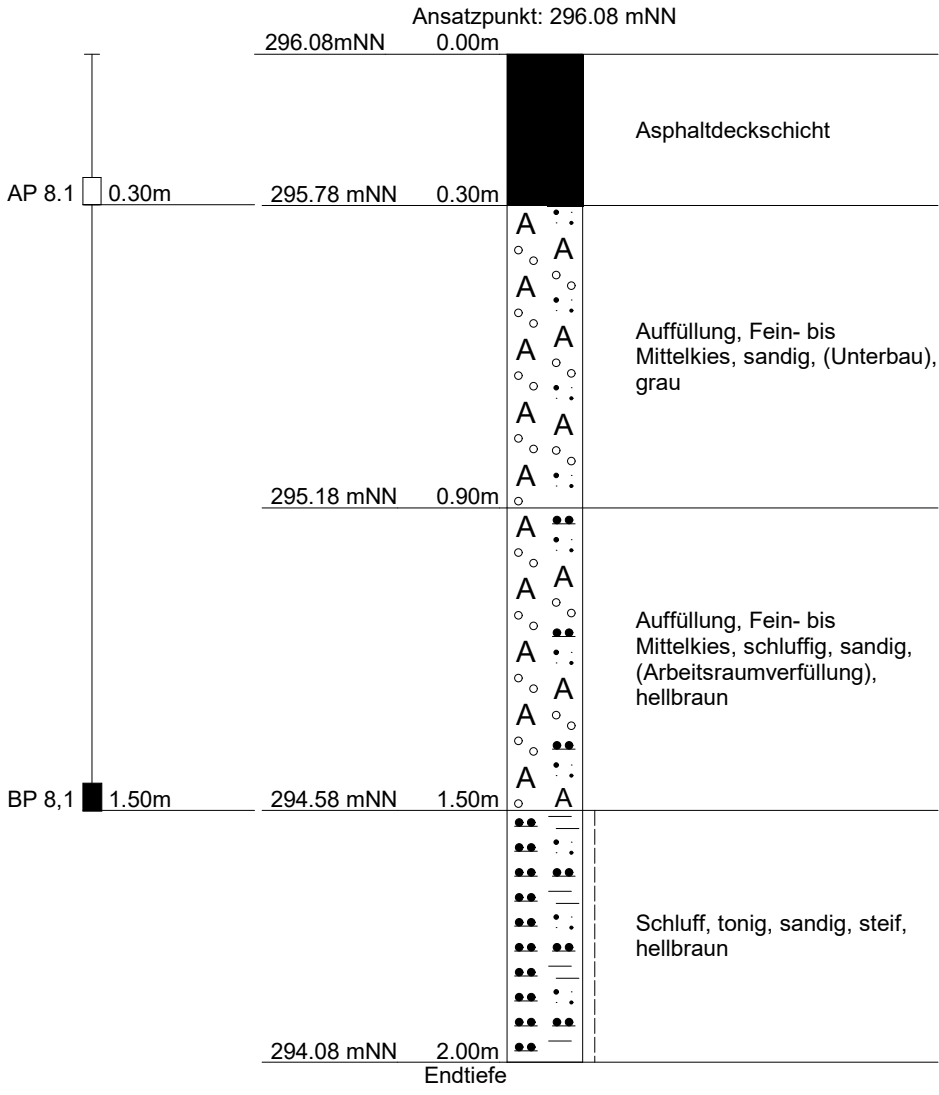 Ansatzpunkt: 296.08 mNN
296.08mNN 0.00m
Asphaltdeckschicht
AP 8.1 0.30m 295.78 mNN 0.30m
A
A
A
A
Auffüllung, Fein- bis
Mittelkies, sandig, (Unterbau),
grau
A
A
A
A
295.18 mNN 0.90m
A
A
A
Auffüllung, Fein- bis
Mittelkies, schluffig, sandig,
(Arbeitsraumverfüllung),
hellbraun
A
A
A
A
A
BP 8,1 1.50m 294.58 mNN 1.50m
Schluff, tonig, sandig, steif,
hellbraun
294.08 mNN 2.00m
Endtiefe